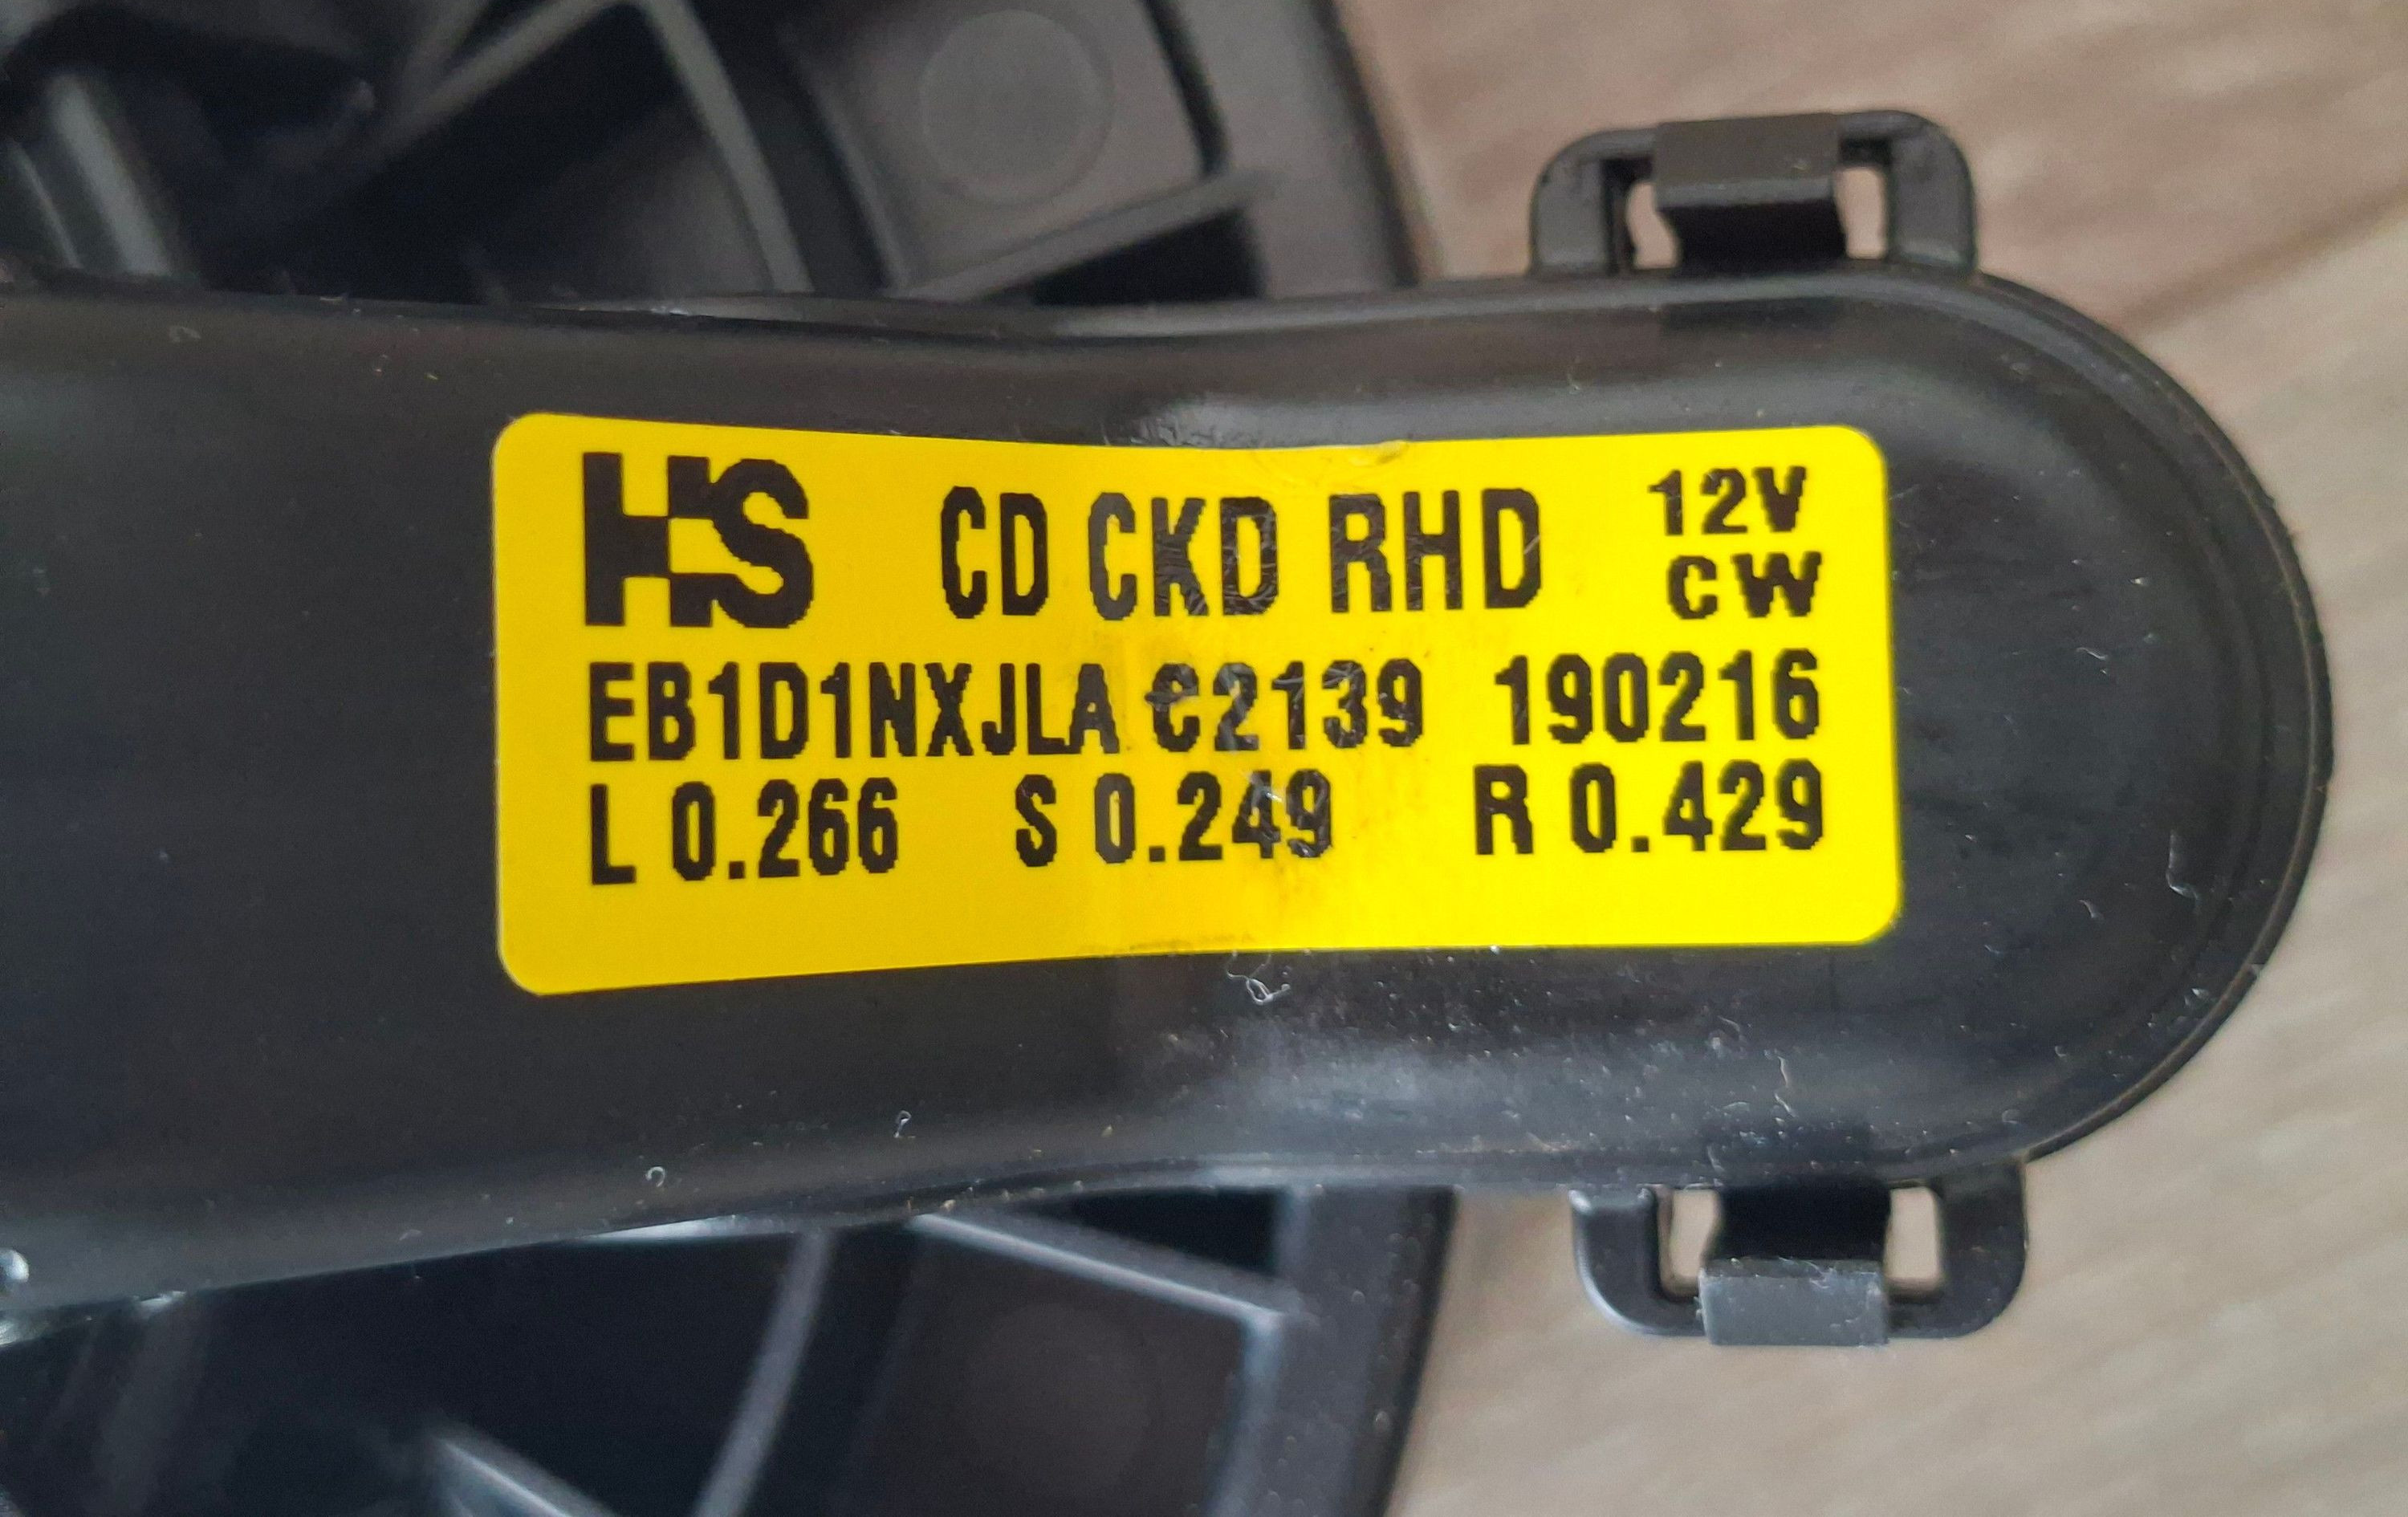 HS CD CKD RHD 12V
CW
EB1D1NXJLA C2139 190216
L 0.266 S 0.249 R 0.429